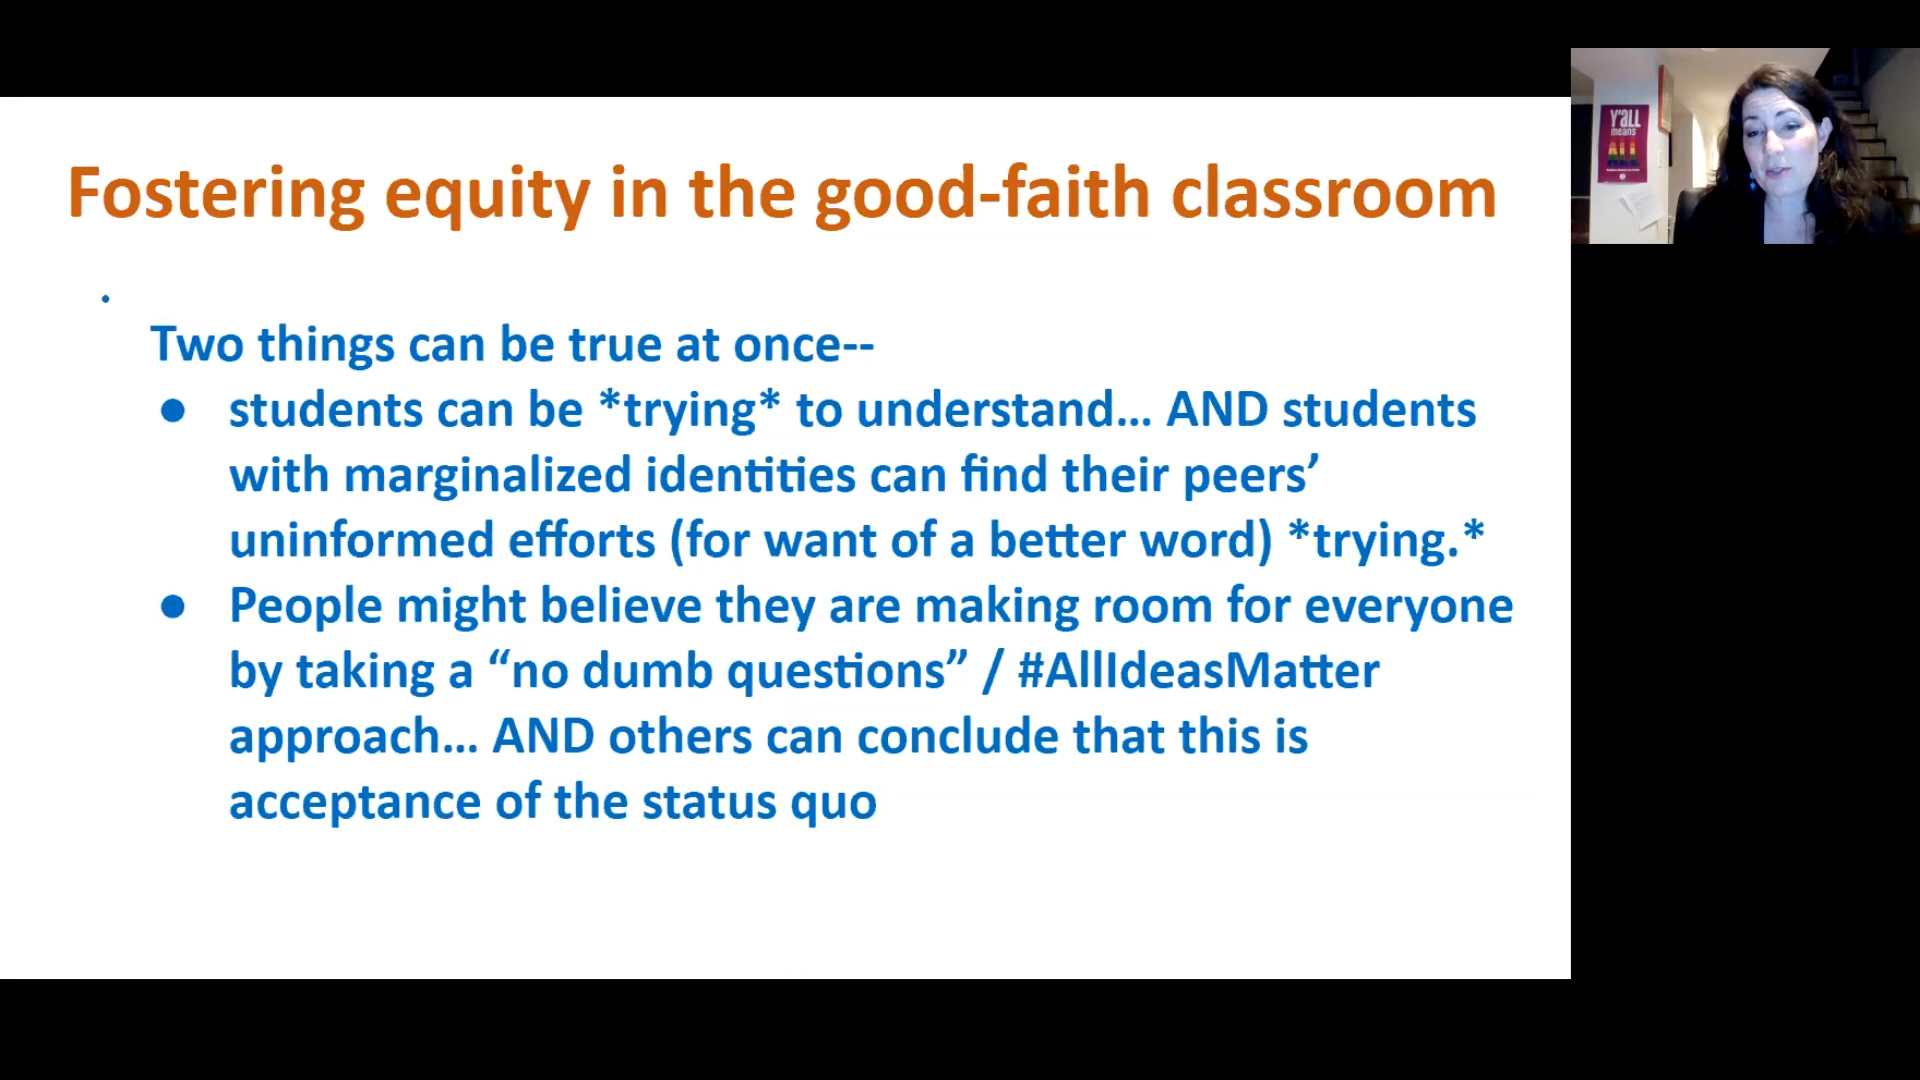 Fostering equity in the good-faith classroom
Two things can be true at once--
● students can be *trying* to understand... AND students
with marginalized identities can find their peers’
uninformed efforts (for want of a better word) *trying.*
● People might believe they are making room for everyone
by taking a “no dumb questions” / #AllIdeasMatter
approach... AND others can conclude that this is
acceptance of the status quo
Y'ALL
means
ALL